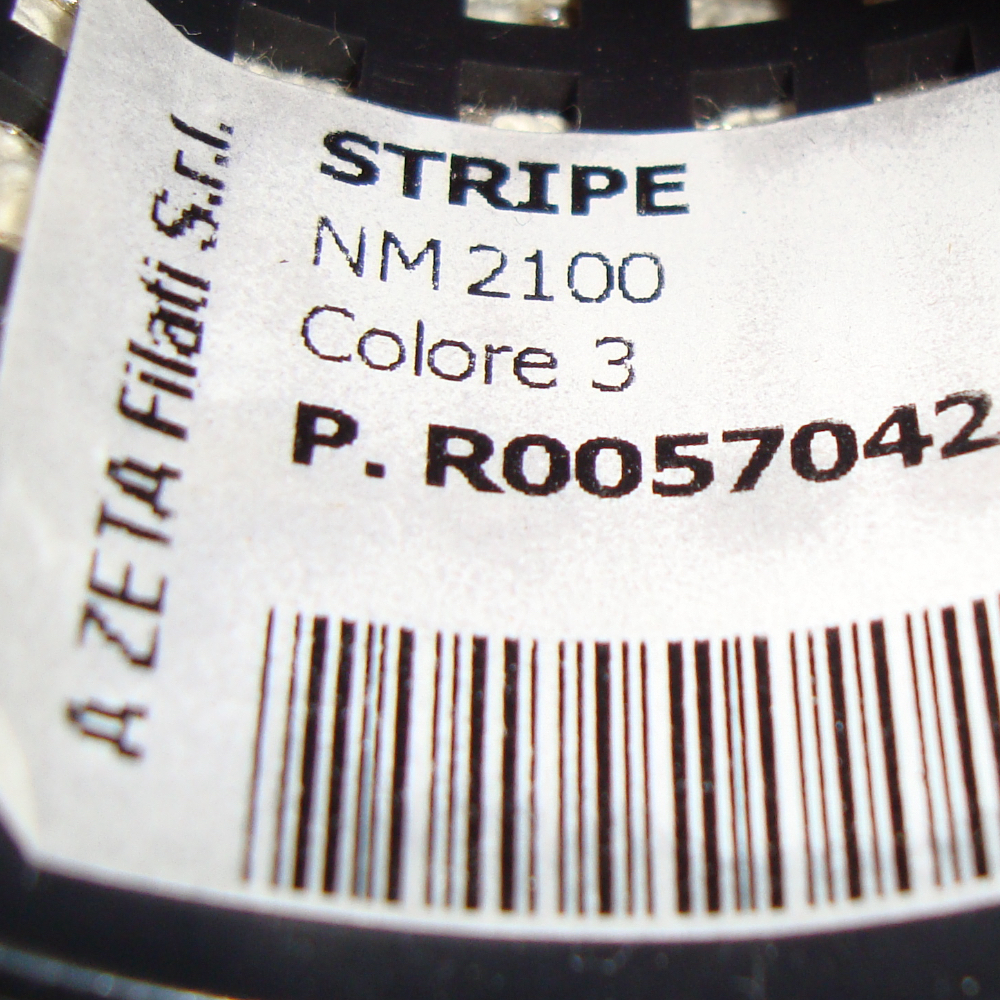 STRIPE
NM 2100
Colore 3
P. R0057042
A ZETA Filati S.r.l.